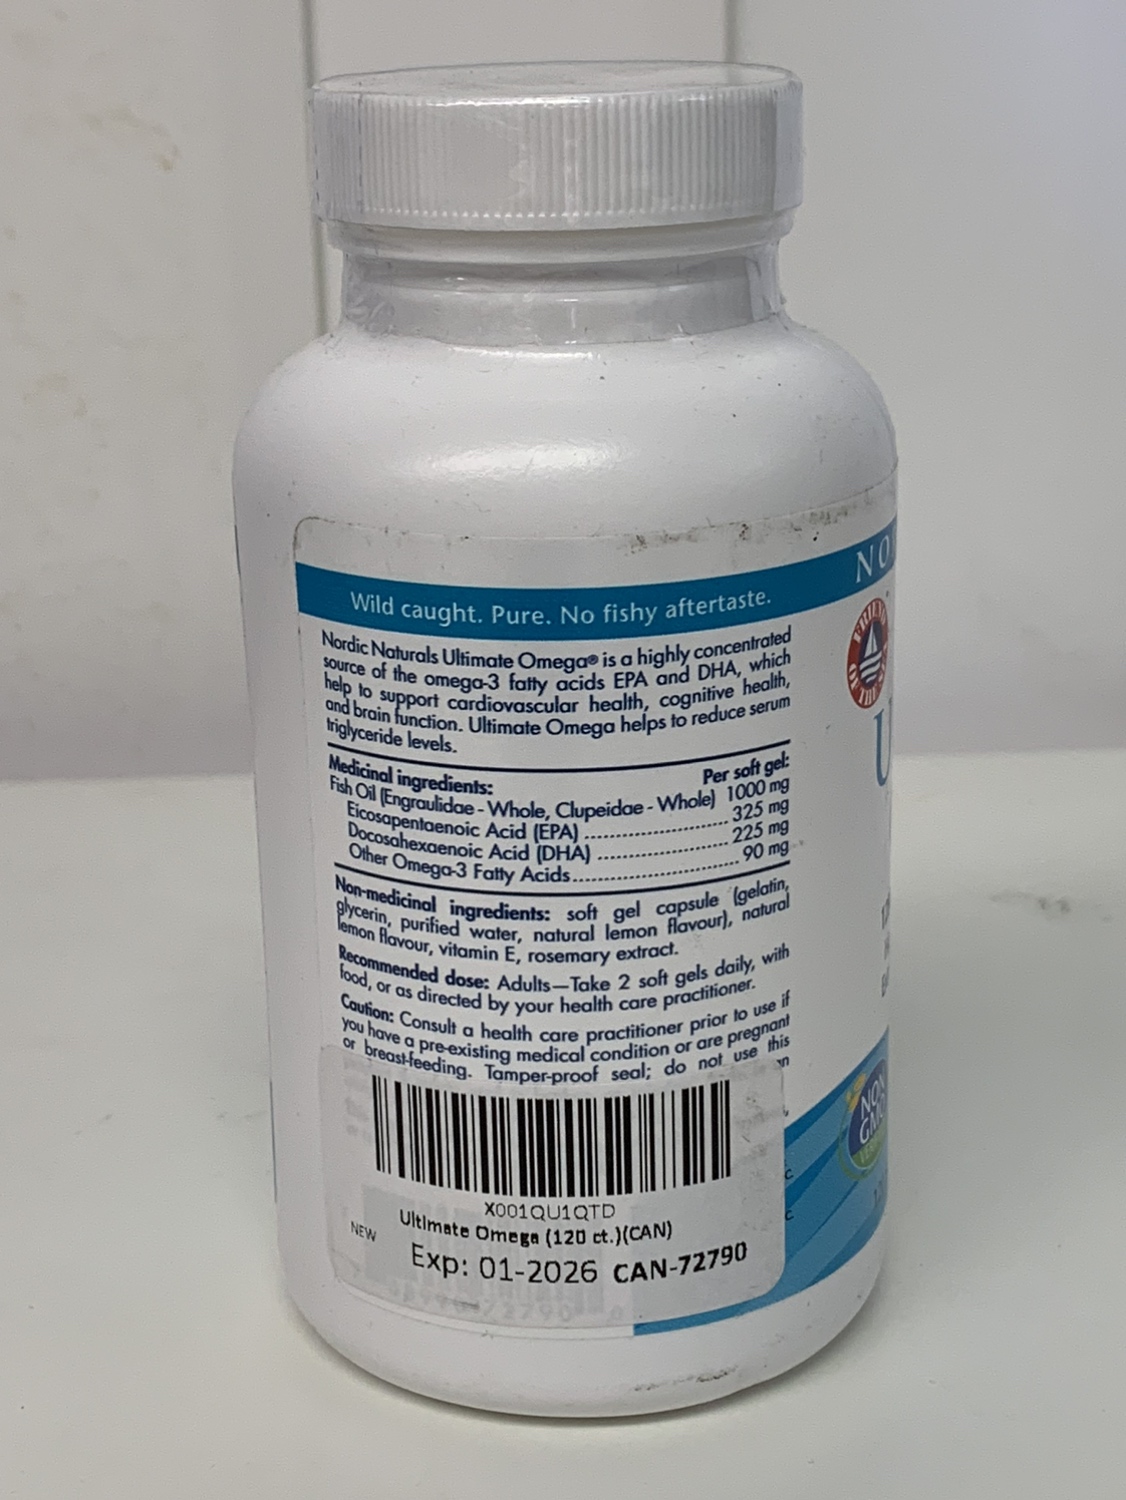 Wild caught. Pure. No fishy aftertaste.
Nordic Naturals Ultimate Omega® is a highly concentrated
source of the omega-3 fatty acids EPA and DHA, which
help to support cardiovascular health, cognitive health,
and brain function. Ultimate Omega helps to reduce serum
triglyceride levels.
Medicinal ingredients: Per soft gel:
Fish Oil (Engraulidae - Whole, Clupeidae - Whole) 1000 mg
Eicosapentaenoic Acid (EPA) ........................ 325 mg
Docosahexaenoic Acid (DHA) ...................... 225 mg
Other Omega-3 Fatty Acids........................... 90 mg
Non-medicinal ingredients: soft gel capsule (gelatin,
glycerin, purified water, natural lemon flavour), natural
lemon flavour, vitamin E, rosemary extract.
Recommended dose: Adults—Take 2 soft gels daily, with
food, or as directed by your health care practitioner.
Caution: Consult a health care practitioner prior to use if
you have a pre-existing medical condition or are pregnant
or breast-feeding. Tamper-proof seal; do not use this
X001QU1QTD
Ultimate Omega (120 ct.)(CAN)
NEW
Exp: 01-2026 CAN-72790
NO
FRIEND
OF THE SEA
U
NON
GMO